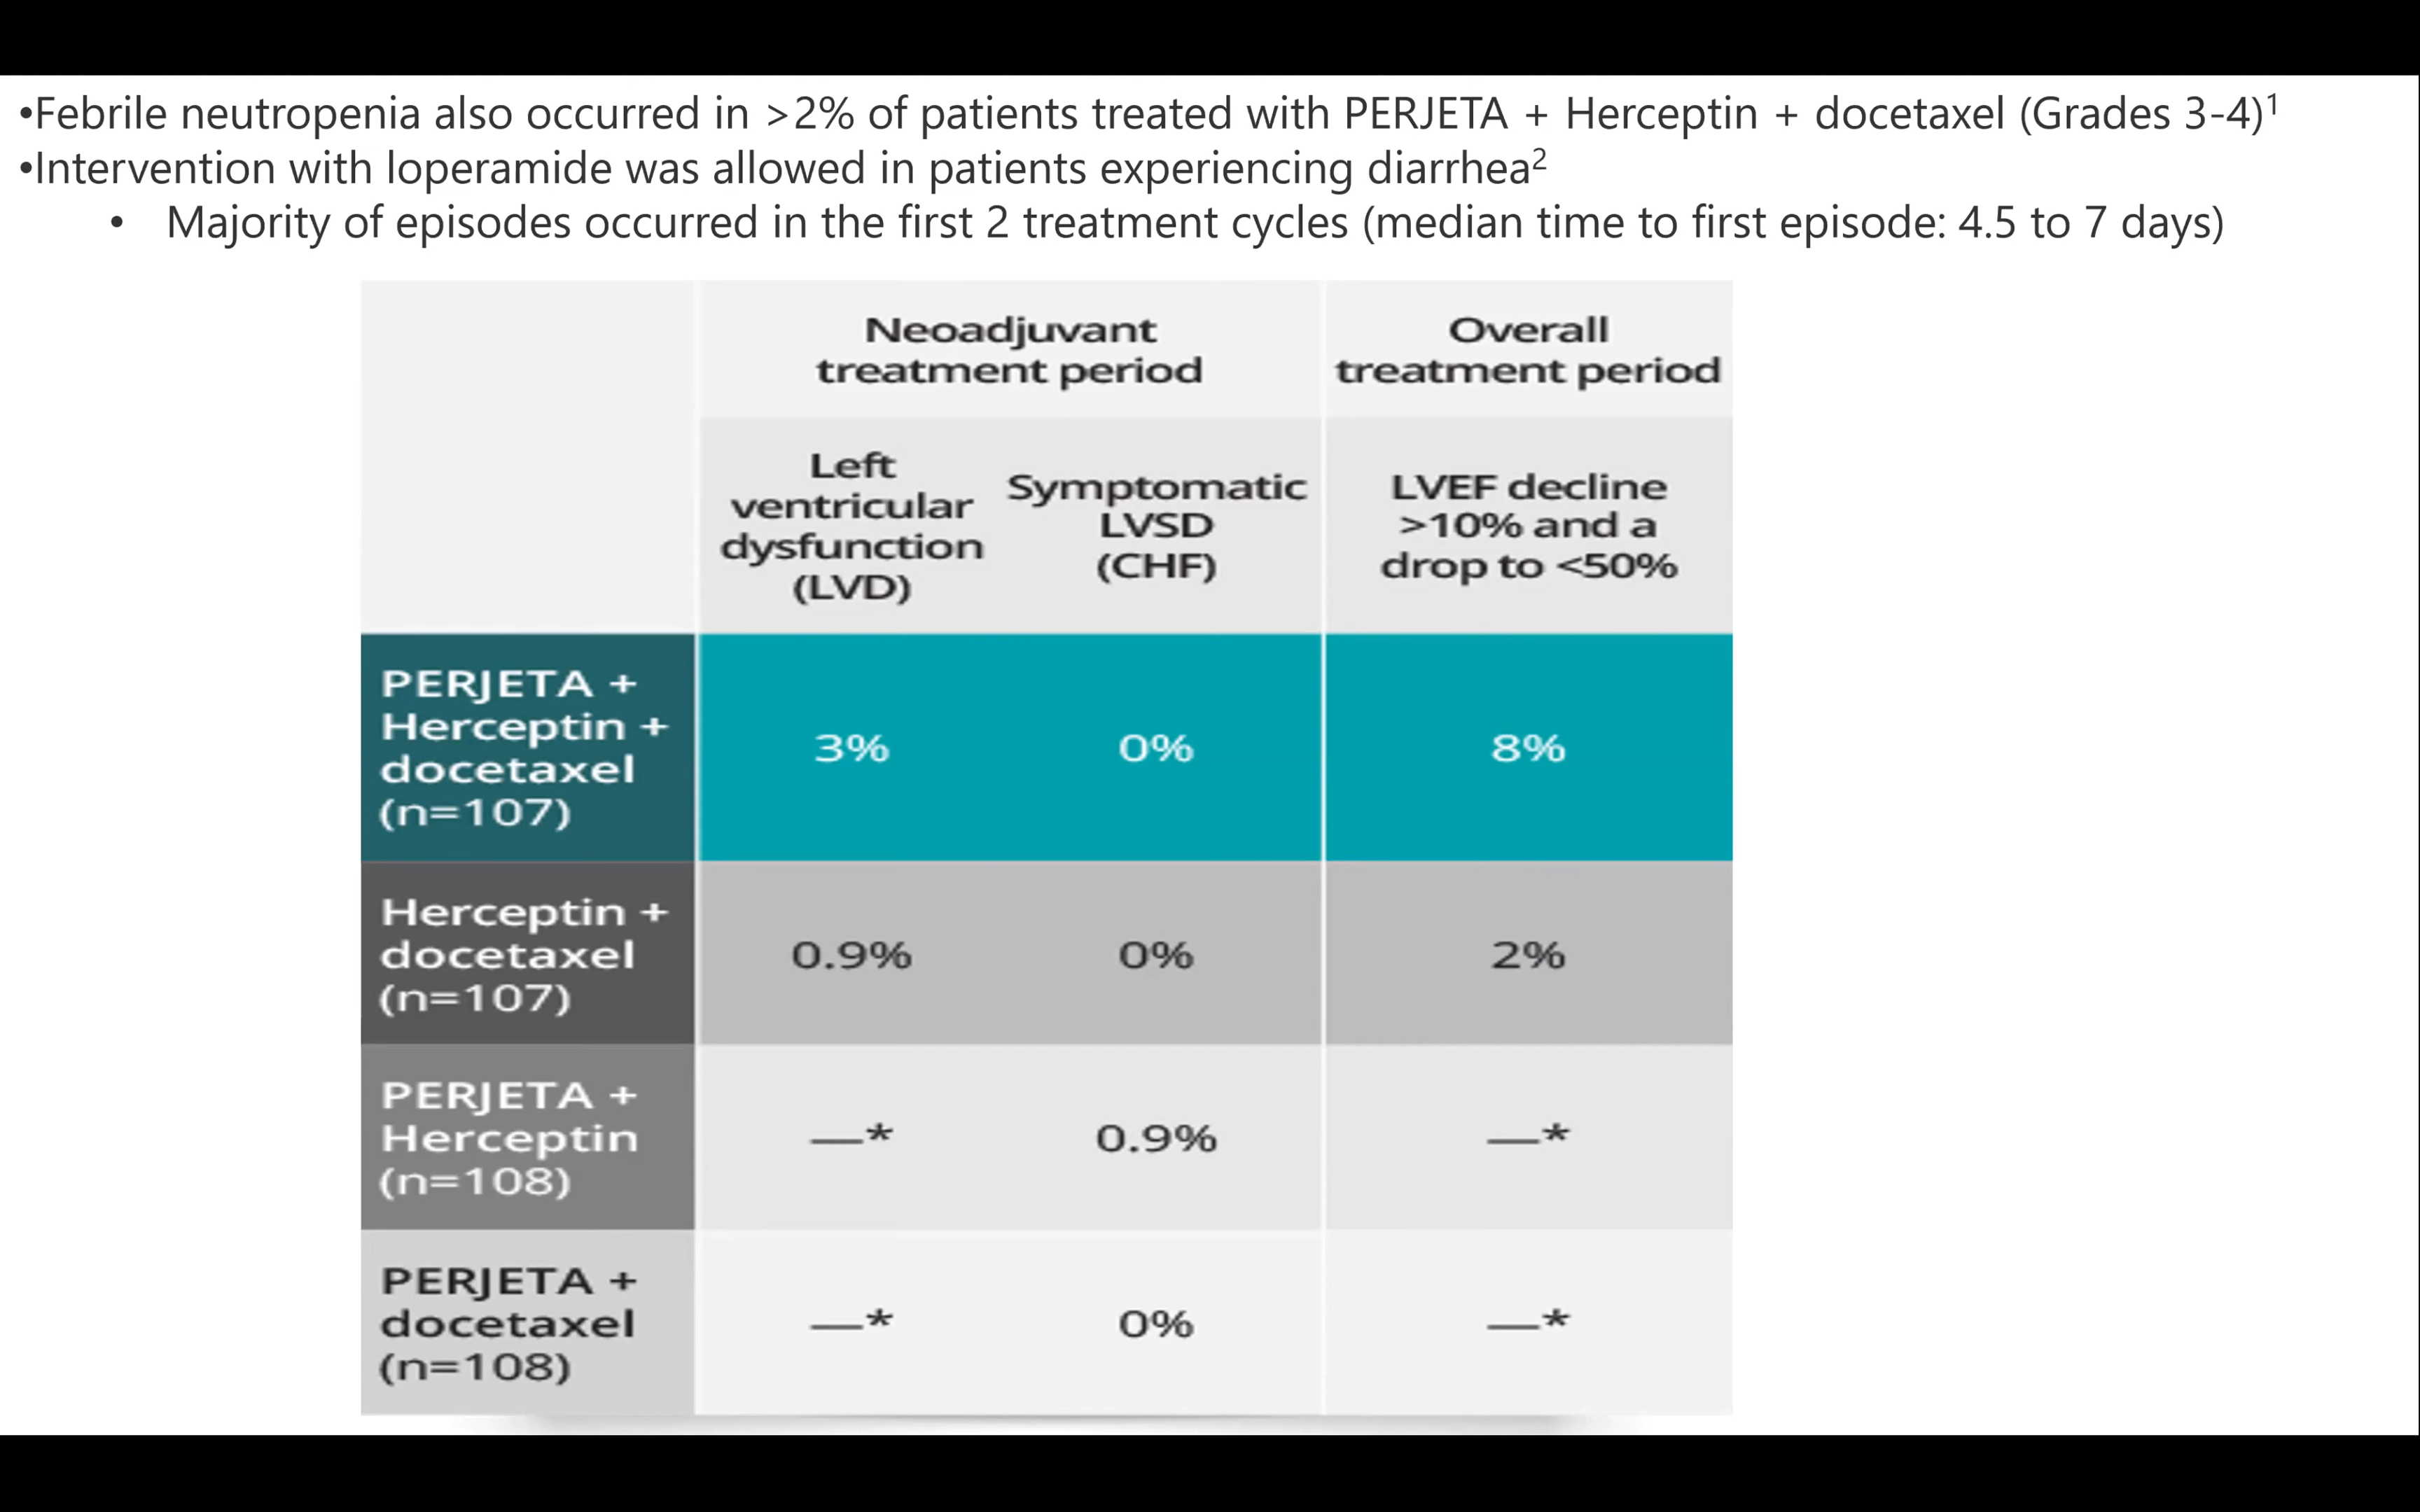 •Febrile neutropenia also occurred in >2% of patients treated with PERJETA + Herceptin + docetaxel (Grades 3-4)¹
•Intervention with loperamide was allowed in patients experiencing diarrhea²
• Majority of episodes occurred in the first 2 treatment cycles (median time to first episode: 4.5 to 7 days)
Neoadjuvant
treatment period
Overall
treatment period
Left
ventricular
dysfunction
(LVD)
Symptomatic
LVSD
(CHF)
LVEF decline
>10% and a
drop to <50%
PERJETA +
Herceptin +
docetaxel
(n=107)
3%
0%
8%
Herceptin +
docetaxel
(n=107)
0.9%
0%
2%
PERJETA +
Herceptin
(n=108)
—*
0.9%
—*
PERJETA +
docetaxel
(n=108)
—*
0%
—*